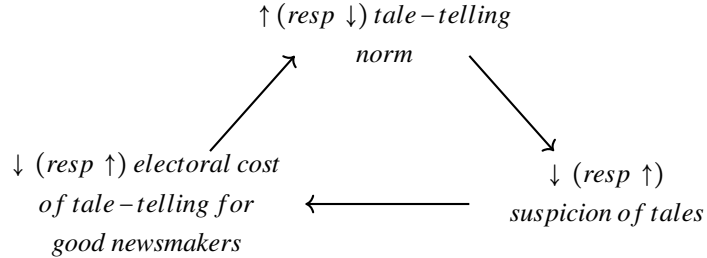 ↑ (resp ↓) tale–telling
norm
↓ (resp ↑) electoral cost
of tale–telling for
good newsmakers
↓ (resp ↑)
suspicion of tales